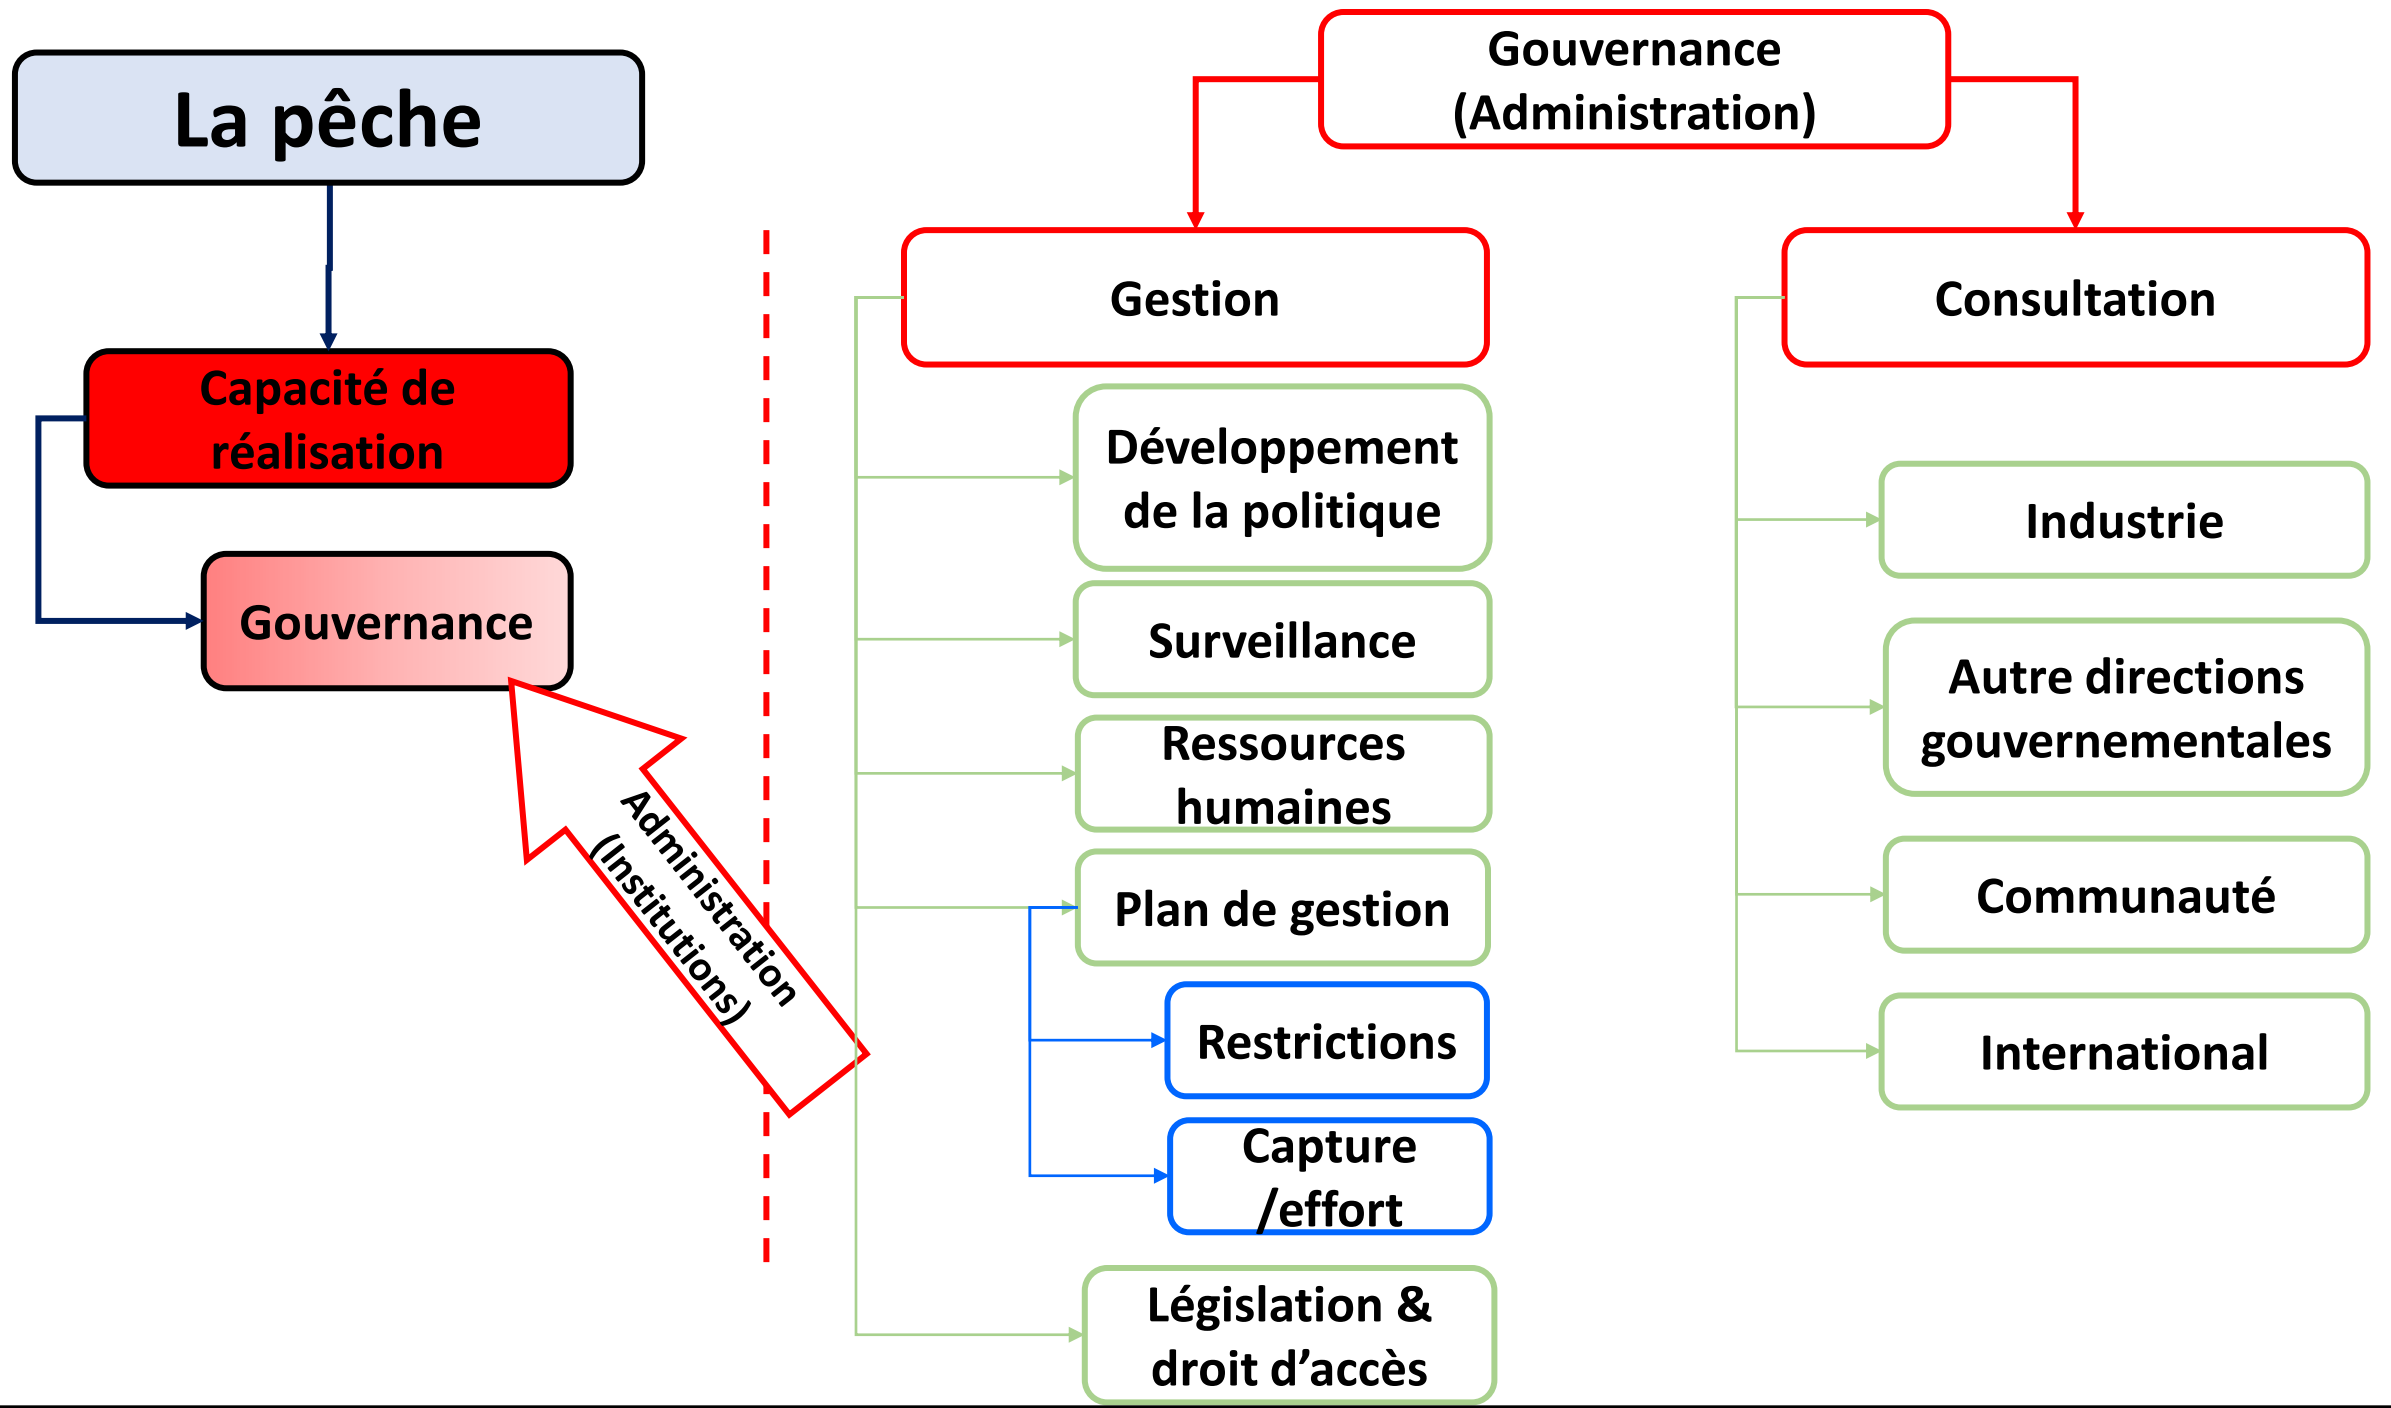 La pêche
Capacité de
réalisation
Gouvernance
Administration
(Institutions)
Gouvernance
(Administration)
Gestion
Développement
de la politique
Surveillance
Ressources
humaines
Plan de gestion
Restrictions
Capture
/effort
Législation &
droit d’accès
Consultation
Industrie
Autre directions
gouvernementales
Communauté
International